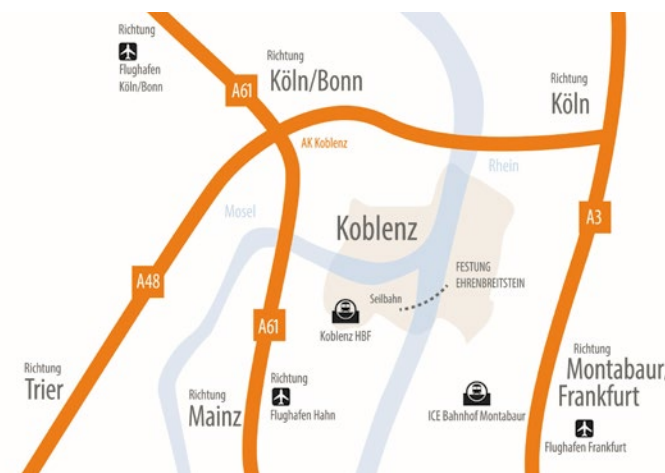 Richtung
Flughafen
Köln/Bonn
A61
Richtung
Köln/Bonn
Richtung
Köln
AK Koblenz
Rhein
Mosel
Koblenz
A3
FESTUNG
EHRENBREITSTEIN
A48
Seilbahn
A61
Koblenz HBF
Richtung
Trier
Richtung
Mainz
Richtung
Flughafen Hahn
ICE Bahnhof Montabaur
Richtung
Montabaur/
Frankfurt
Flughafen Frankfurt